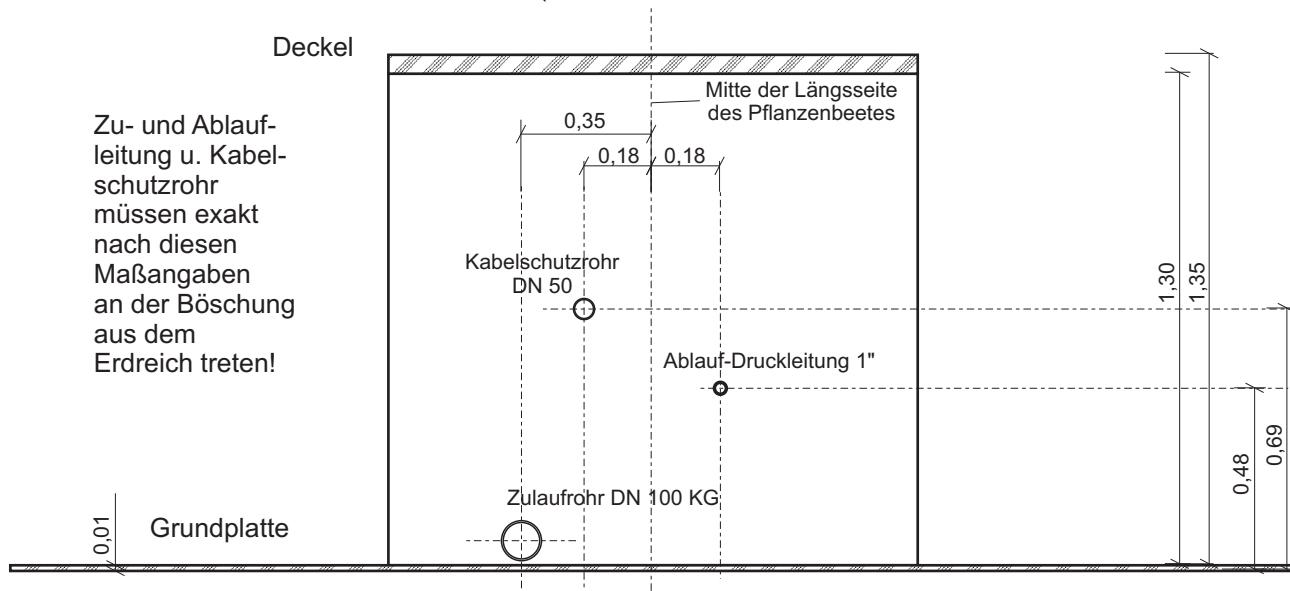 Deckel
Mitte der Längsseite
des Pflanzenbeetes
Zu- und Ablauf-
leitung u. Kabel-
schutzrohr
müssen exakt
nach diesen
Maßangaben
an der Böschung
aus dem
Erdreich treten!
0,35
0,18
0,18
Kabelschutzrohr
DN 50
1,30
1,35
Ablauf-Druckleitung 1"
0,69
0,48
Zulaufrohr DN 100 KG
0,01
Grundplatte